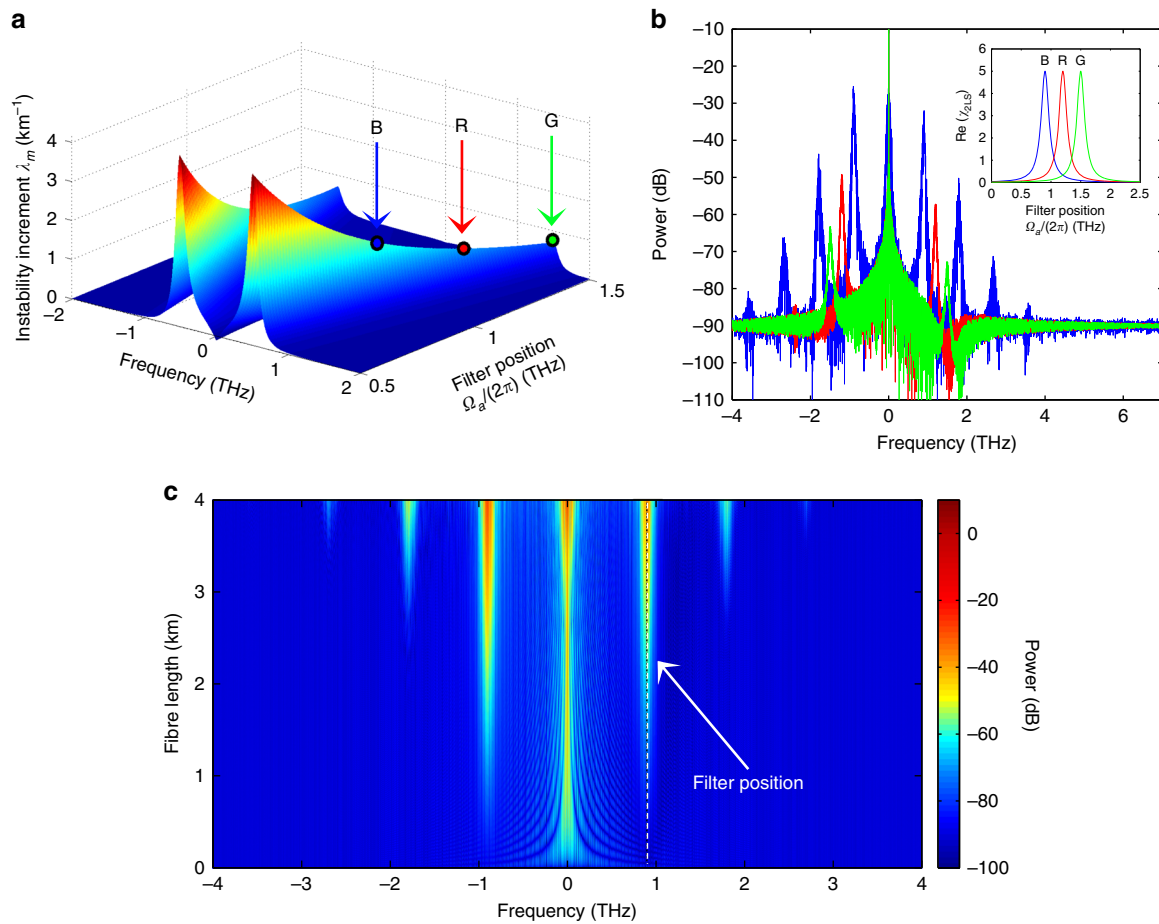 a
Instability increment λm (km−1)
4
3
2
1
0
−2
−1
0
1
2
Frequency (THz)
0.5
1
1.5
Filter position
Ωa/(2π) (THz)
B
R
G
b
Power (dB)
−10
−20
−30
−40
−50
−60
−70
−80
−90
−100
−110
−4
−2
0
2
4
6
Frequency (THz)
Re (χ2LS)
6
5
4
3
2
1
0
B R G
0 0.5 1.0 1.5 2.0 2.5
Filter position
Ωa/(2π) (THz)
c
Fibre length (km)
4
3
2
1
0
−4 −3 −2 −1 0 1 2 3 4
Frequency (THz)
Filter position
0
−20
−40
−60
−80
−100
Power (dB)